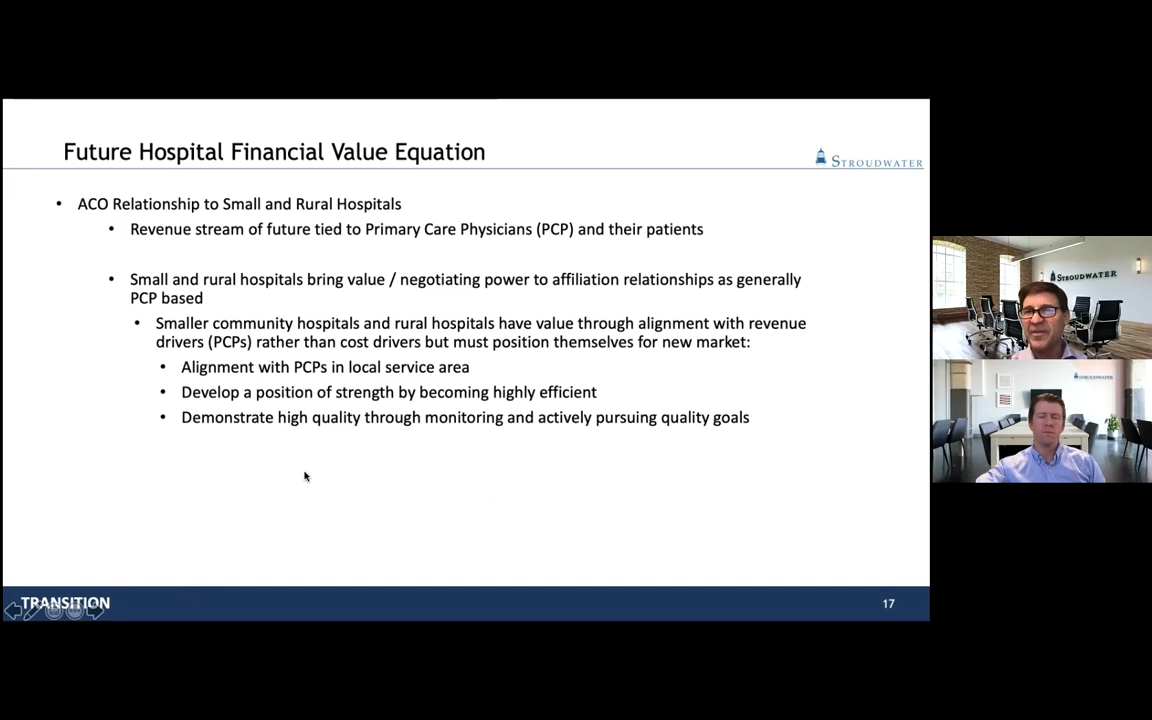 Future Hospital Financial Value Equation
STROUDWATER
• ACO Relationship to Small and Rural Hospitals
• Revenue stream of future tied to Primary Care Physicians (PCP) and their patients
• Small and rural hospitals bring value / negotiating power to affiliation relationships as generally
PCP based
• Smaller community hospitals and rural hospitals have value through alignment with revenue
drivers (PCPs) rather than cost drivers but must position themselves for new market:
• Alignment with PCPs in local service area
• Develop a position of strength by becoming highly efficient
• Demonstrate high quality through monitoring and actively pursuing quality goals
TRANSITION
17
STROUDWATER
STROUDWATER